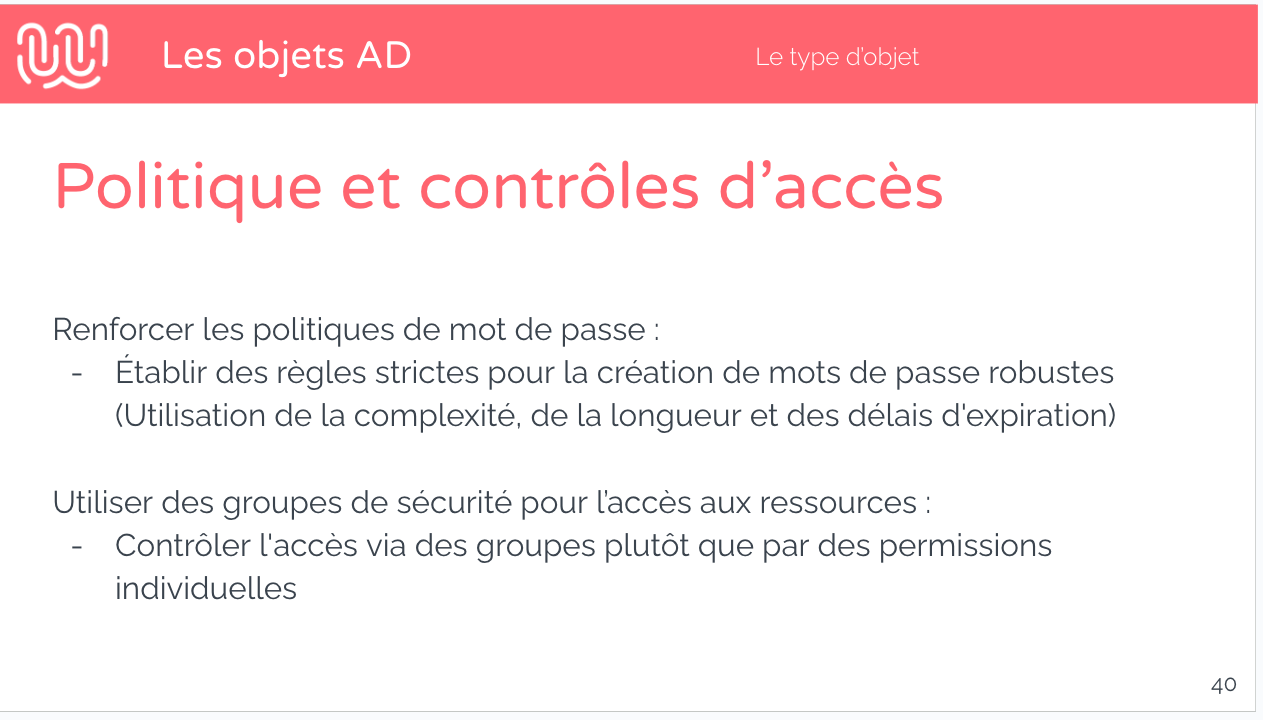 Les objets AD
Le type d’objet
Politique et contrôles d’accès
Renforcer les politiques de mot de passe :
- Établir des règles strictes pour la création de mots de passe robustes
(Utilisation de la complexité, de la longueur et des délais d'expiration)
Utiliser des groupes de sécurité pour l’accès aux ressources :
- Contrôler l'accès via des groupes plutôt que par des permissions
individuelles
40